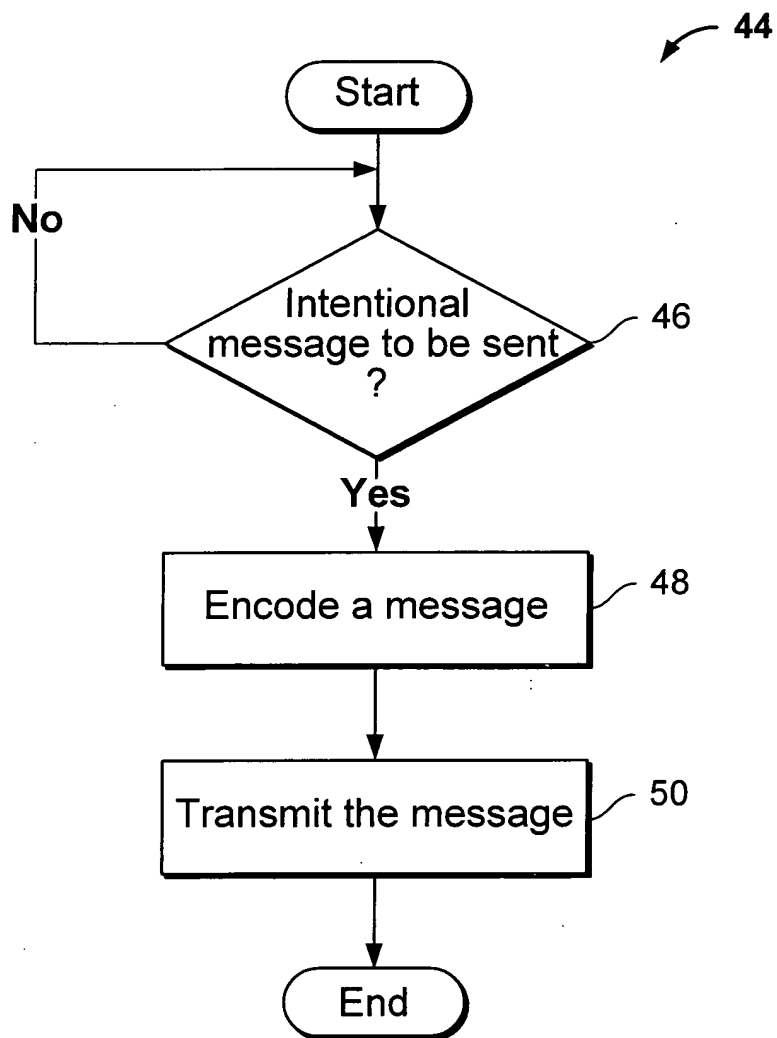 44
Start
No
Intentional
message to be sent
?
46
Yes
Encode a message
48
Transmit the message
50
End